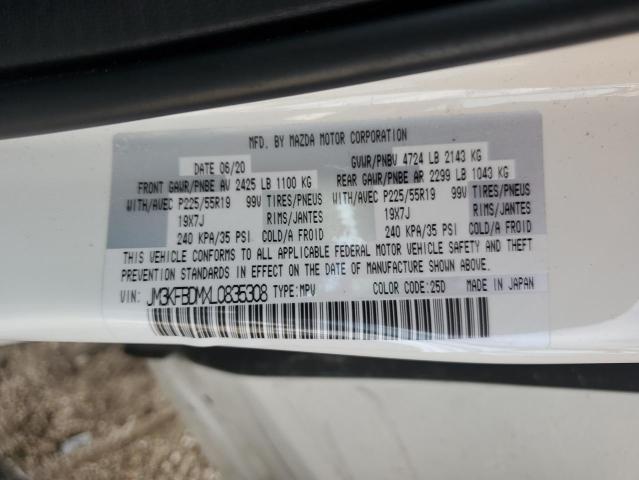 MFD. BY MAZDA MOTOR CORPORATION
DATE 06/20 GVWR/PNBV 4724 LB 2143 KG
FRONT GAWR/PNBE AV 2425 LB 1100 KG REAR GAWR/PNBE AR 2299 LB 1043 KG
WITH/AVEC P225/55R19 99V TIRES/PNEUS WITH/AVEC P225/55R19 99V TIRES/PNEUS
19X7J RIMS/JANTES 19X7J RIMS/JANTES
240 KPA/35 PSI COLD/A FROID 240 KPA/35 PSI COLD/A FROID
THIS VEHICLE CONFORMS TO ALL APPLICABLE FEDERAL MOTOR VEHICLE SAFETY AND THEFT
PREVENTION STANDARDS IN EFFECT ON THE DATE OF MANUFACTURE SHOWN ABOVE.
VIN: JM3KFBDMXL0835308 TYPE:MPV COLOR CODE:25D MADE IN JAPAN